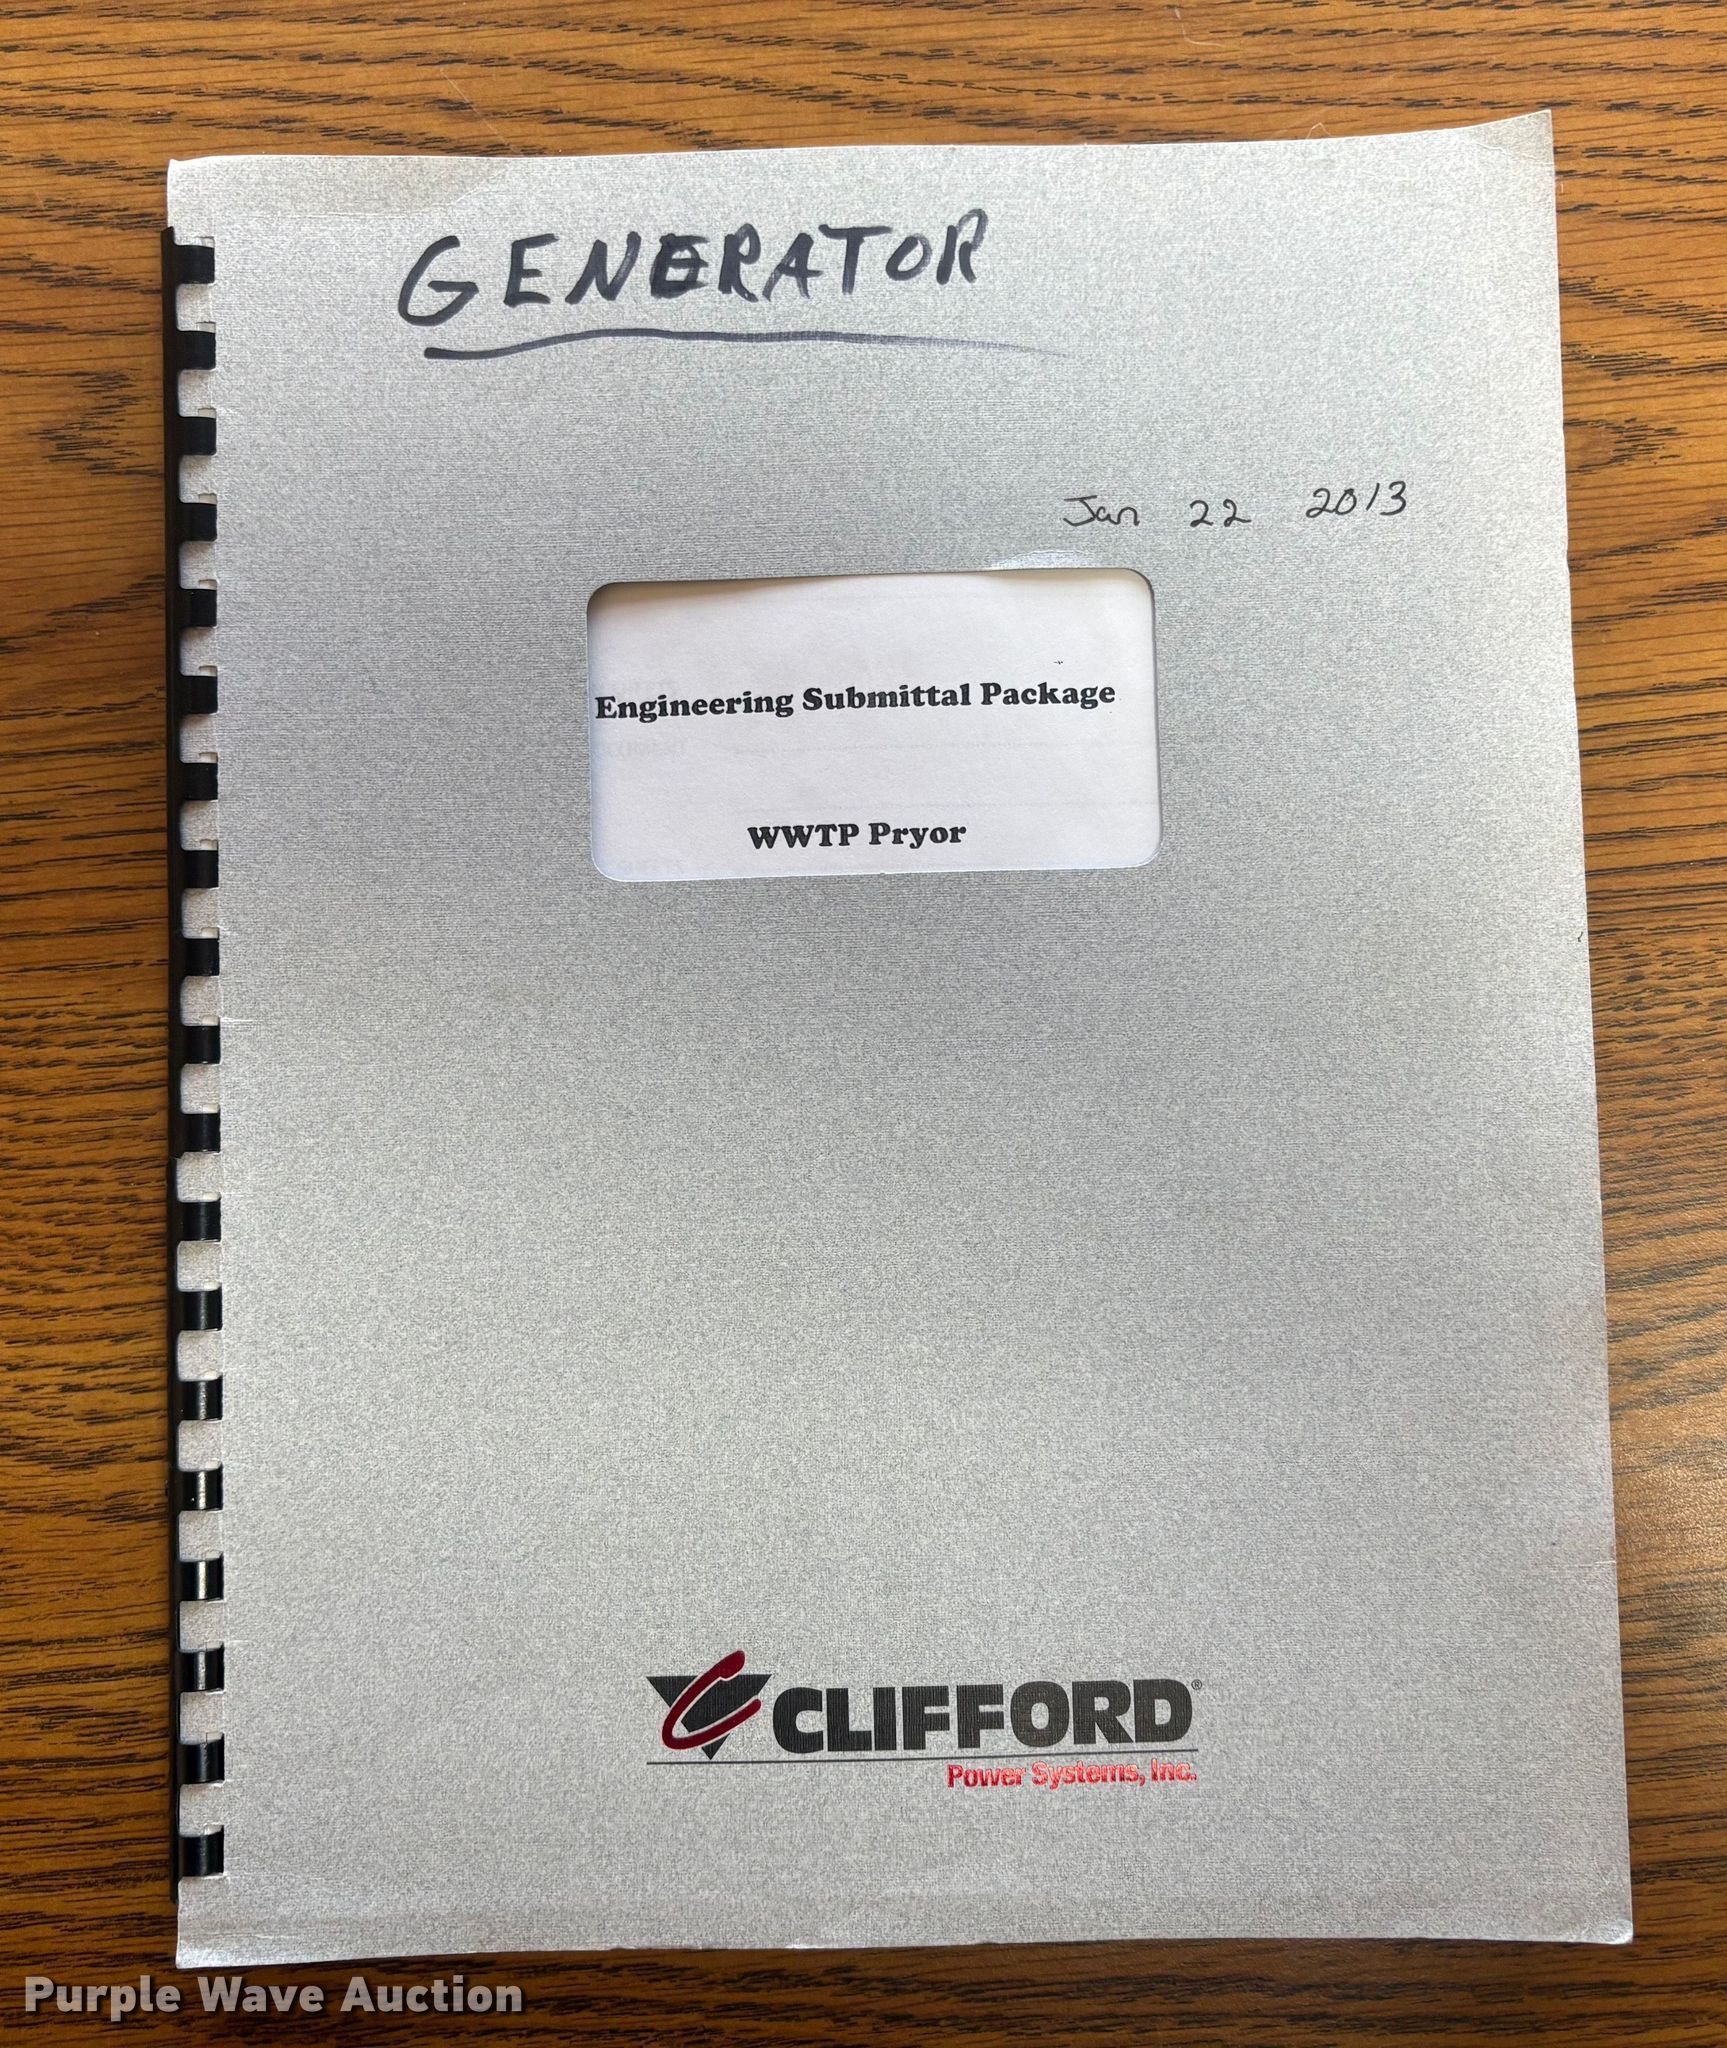 GENERATOR
Jan 22 2013
Engineering Submittal Package
WWTP Pryor
CLIFFORD®
Power Systems, Inc.
Purple Wave Auction